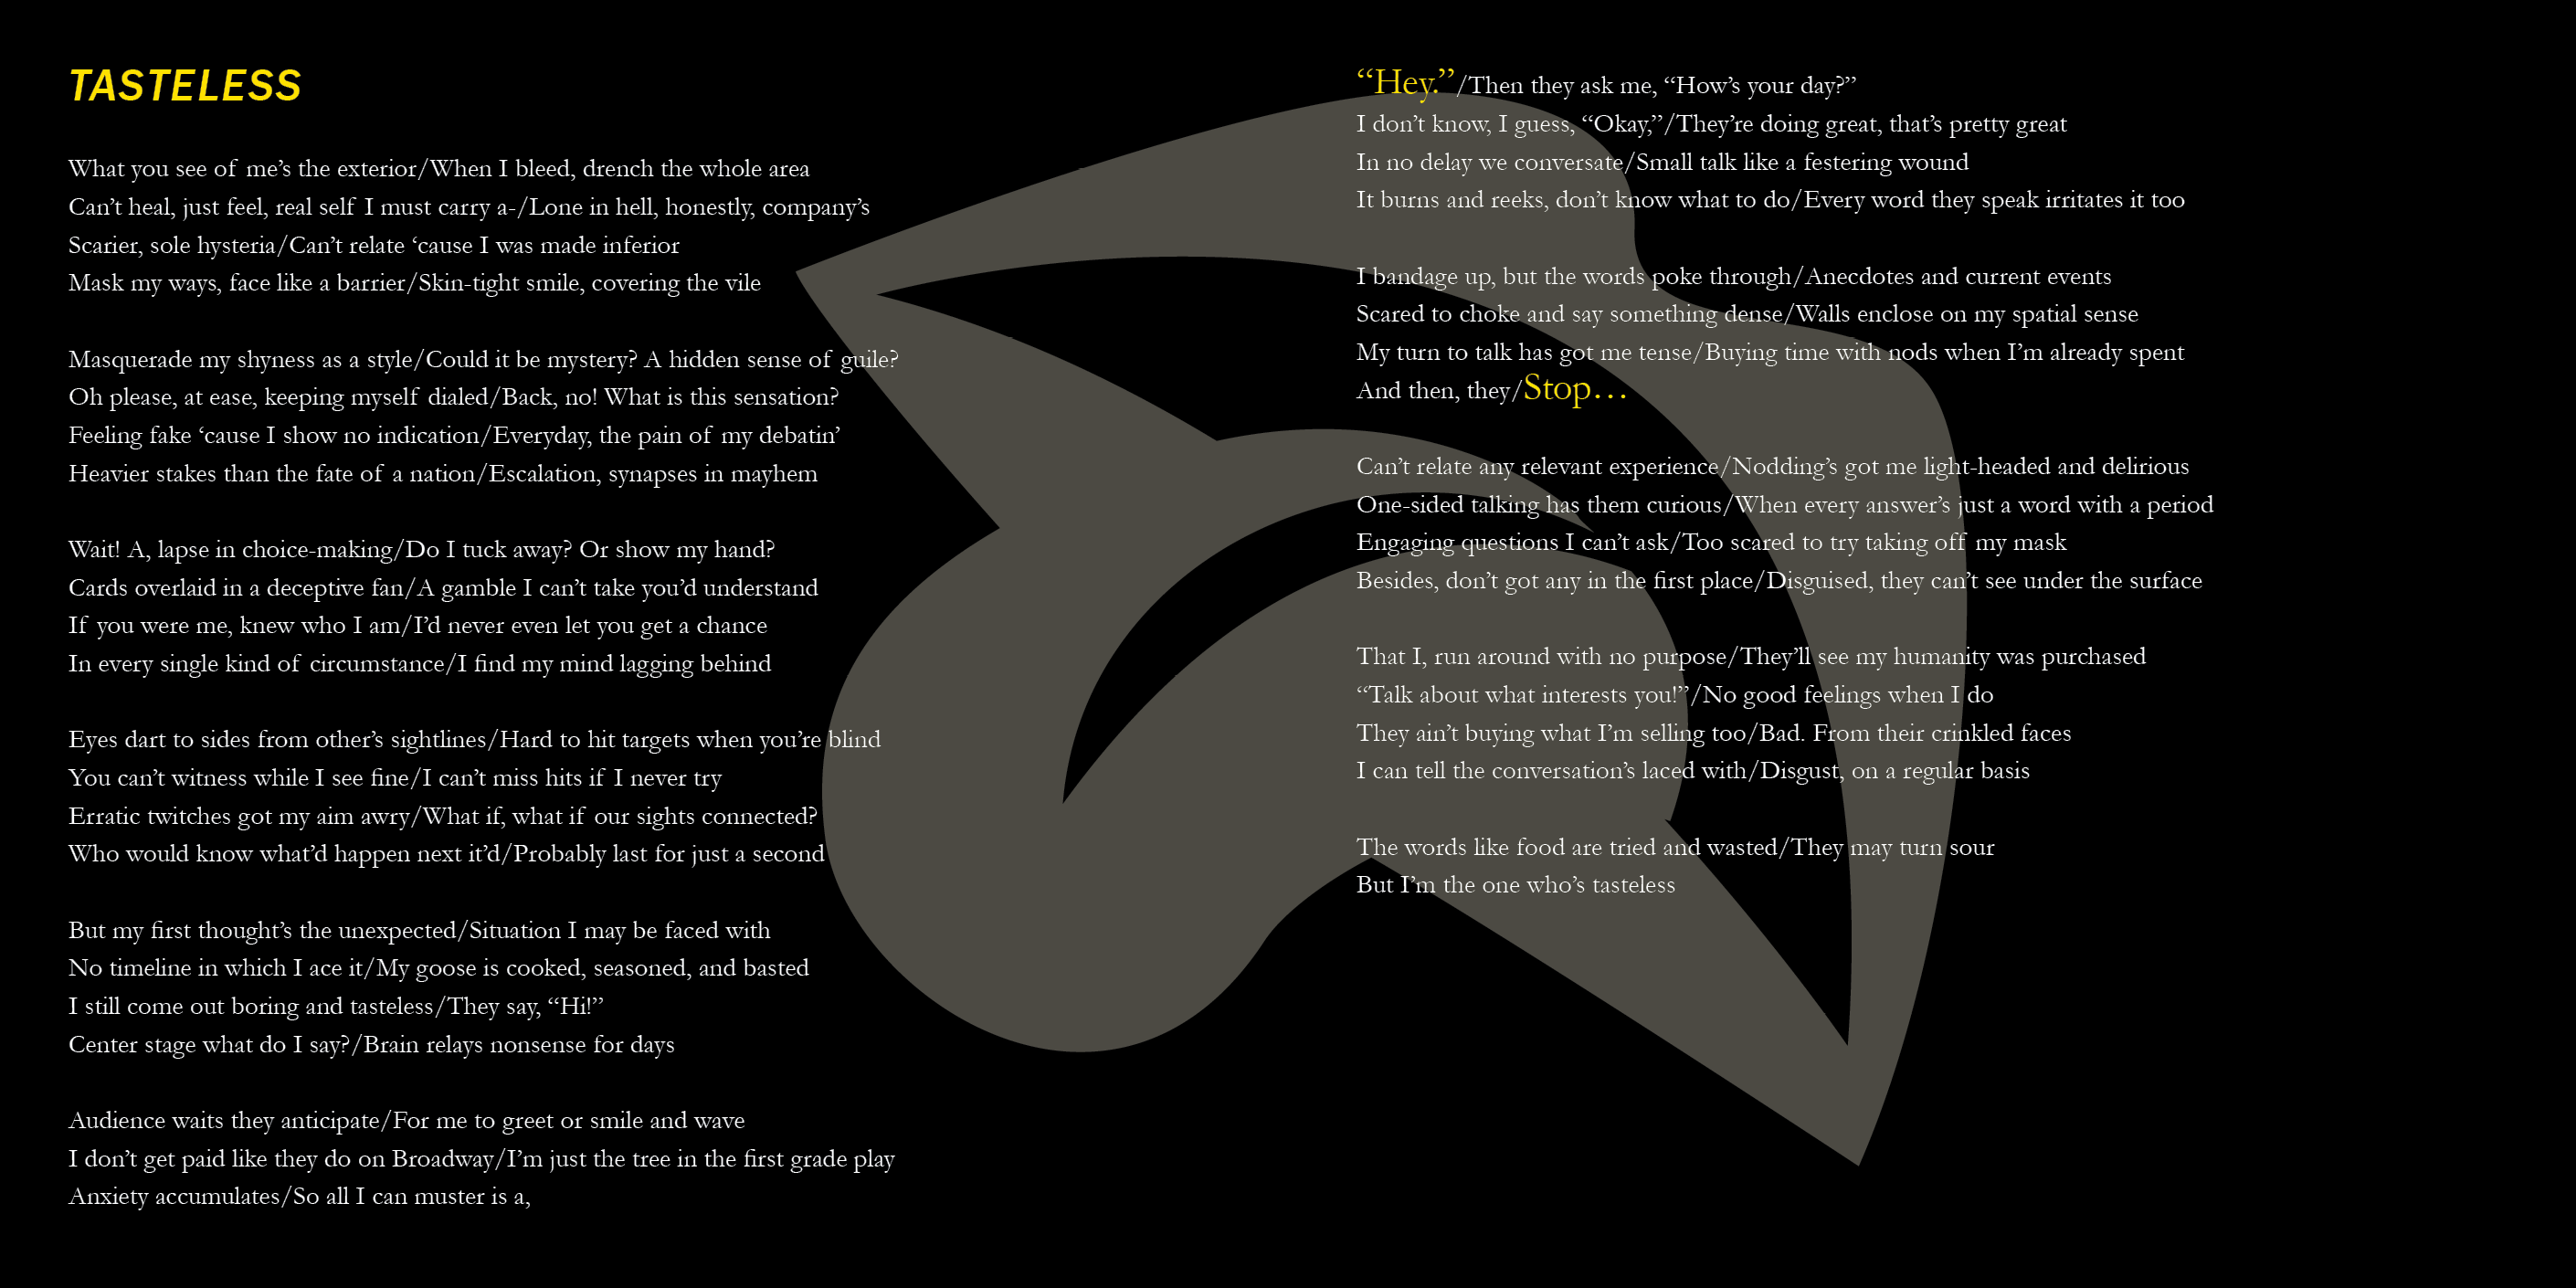 TASTELESS
What you see of me’s the exterior/When I bleed, drench the whole area
Can’t heal, just feel, real self I must carry a-/Lone in hell, honestly, company’s
Scarier, sole hysteria/Can’t relate ‘cause I was made inferior
Mask my ways, face like a barrier/Skin-tight smile, covering the vile
Masquerade my shyness as a style/Could it be mystery? A hidden sense of guile?
Oh please, at ease, keeping myself dialed/Back, no! What is this sensation?
Feeling fake ‘cause I show no indication/Everyday, the pain of my debatin’
Heavier stakes than the fate of a nation/Escalation, synapses in mayhem
Wait! A, lapse in choice-making/Do I tuck away? Or show my hand?
Cards overlaid in a deceptive fan/A gamble I can’t take you’d understand
If you were me, knew who I am/I’d never even let you get a chance
In every single kind of circumstance/I find my mind lagging behind
Eyes dart to sides from other’s sightlines/Hard to hit targets when you’re blind
You can’t witness while I see fine/I can’t miss hits if I never try
Erratic twitches got my aim awry/What if, what if our sights connected?
Who would know what’d happen next it’d/Probably last for just a second
But my first thought’s the unexpected/Situation I may be faced with
No timeline in which I ace it/My goose is cooked, seasoned, and basted
I still come out boring and tasteless/They say, “Hi!”
Center stage what do I say?/Brain relays nonsense for days
Audience waits they anticipate/For me to greet or smile and wave
I don’t get paid like they do on Broadway/I’m just the tree in the first grade play
Anxiety accumulates/So all I can muster is a,
“Hey.”/Then they ask me, “How’s your day?”
I don’t know, I guess, “Okay,”/They’re doing great, that’s pretty great
In no delay we conversate/Small talk like a festering wound
It burns and reeks, don’t know what to do/Every word they speak irritates it too
I bandage up, but the words poke through/Anecdotes and current events
Scared to choke and say something dense/Walls enclose on my spatial sense
My turn to talk has got me tense/Buying time with nods when I’m already spent
And then, they/Stop…
Can’t relate any relevant experience/Nodding’s got me light-headed and delirious
One-sided talking has them curious/When every answer’s just a word with a period
Engaging questions I can’t ask/Too scared to try taking off my mask
Besides, don’t got any in the first place/Disguised, they can’t see under the surface
That I, run around with no purpose/They’ll see my humanity was purchased
“Talk about what interests you!”/No good feelings when I do
They ain’t buying what I’m selling too/Bad. From their crinkled faces
I can tell the conversation’s laced with/Disgust, on a regular basis
The words like food are tried and wasted/They may turn sour
But I’m the one who’s tasteless